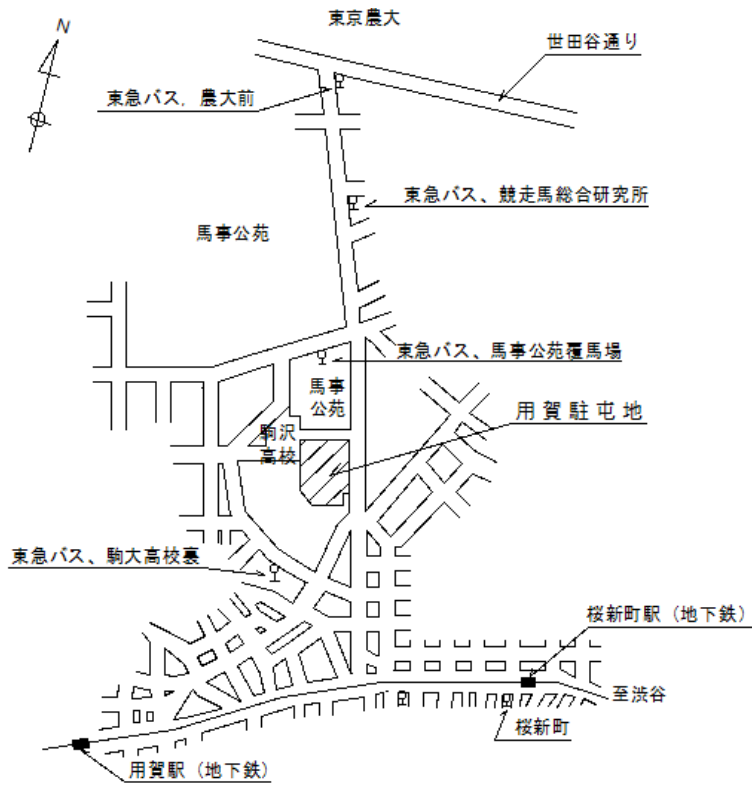 東京農大
N
世田谷通り
東急バス, 農大前
東急バス、競走馬総合研究所
馬事公苑
東急バス、馬事公苑覆馬場
馬事
公苑
用賀駐屯地
駒沢
高校
東急バス、駒大高校裏
桜新町駅（地下鉄）
至渋谷
桜新町
用賀駅（地下鉄）